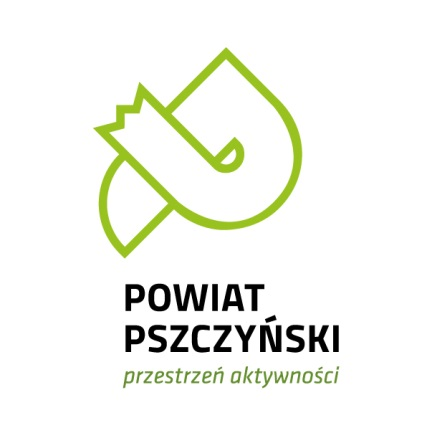 POWIAT
PSZCZYŃSKI
przestrzeń aktywności